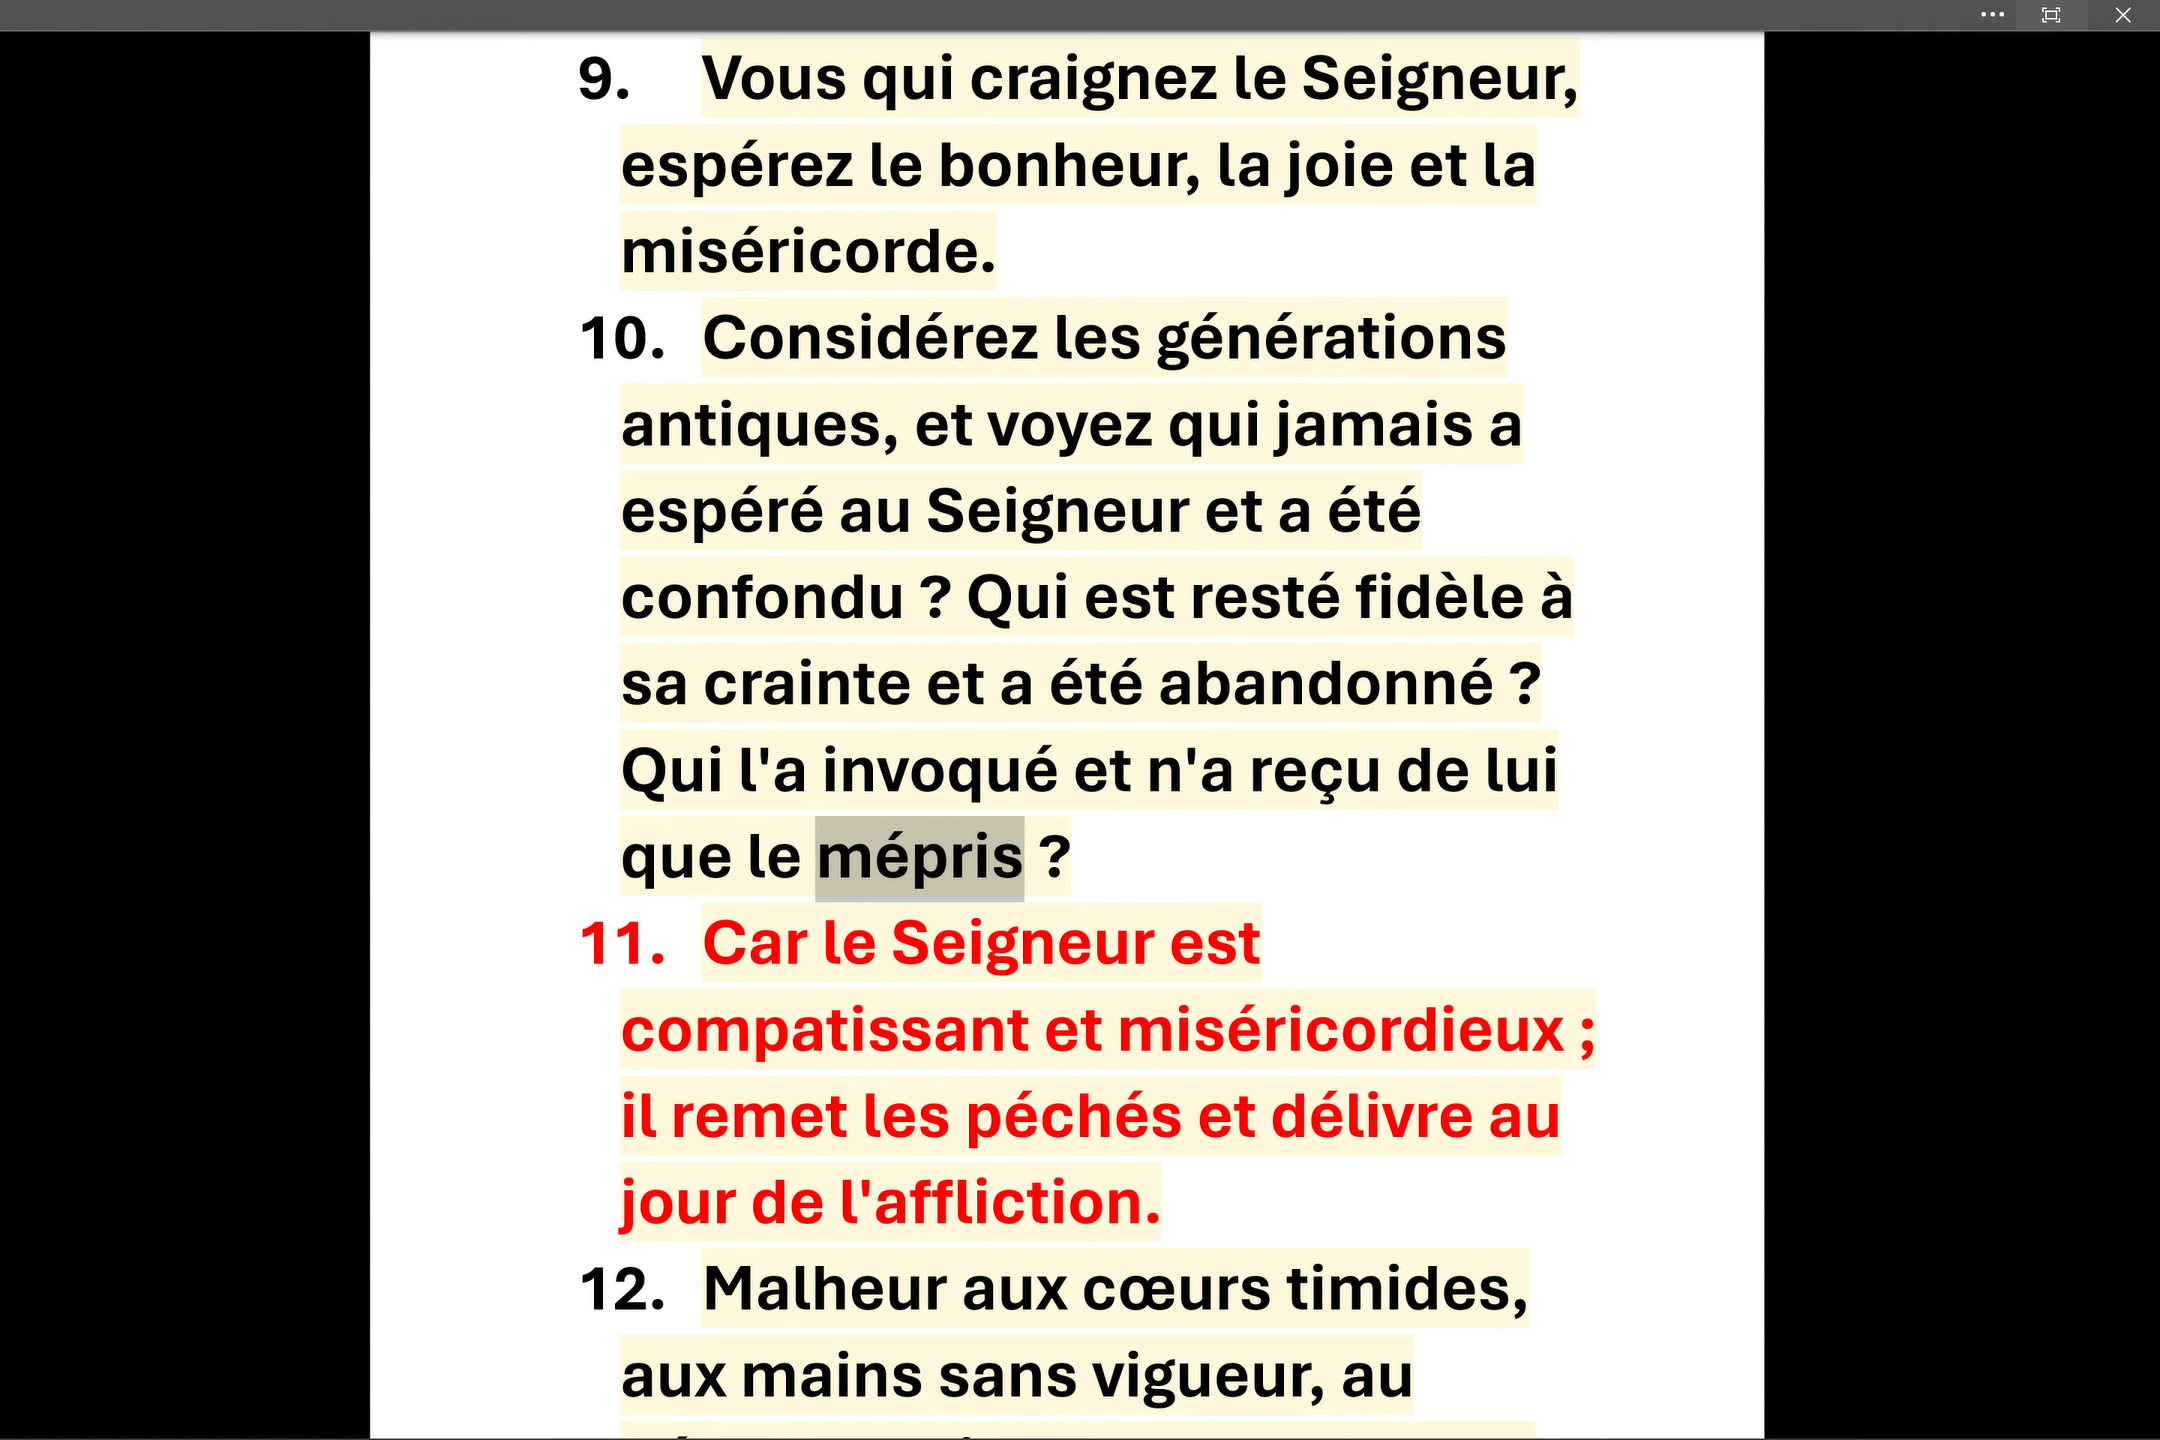 9. Vous qui craignez le Seigneur,
espérez le bonheur, la joie et la
miséricorde.
10. Considérez les générations
antiques, et voyez qui jamais a
espéré au Seigneur et a été
confondu ? Qui est resté fidèle à
sa crainte et a été abandonné ?
Qui l'a invoqué et n'a reçu de lui
que le mépris ?
11. Car le Seigneur est
compatissant et miséricordieux ;
il remet les péchés et délivre au
jour de l'affliction.
12. Malheur aux cœurs timides,
aux mains sans vigueur, au